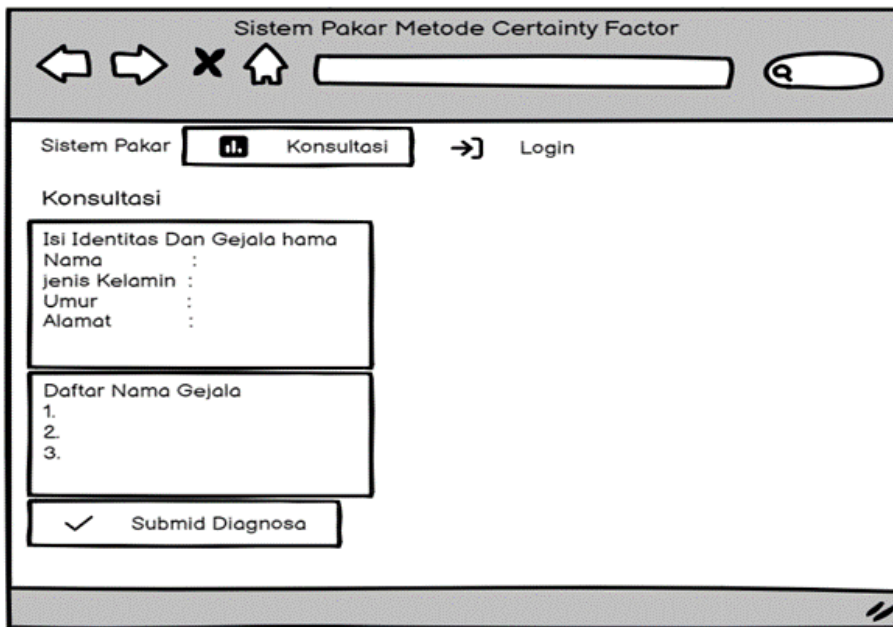 Sistem Pakar Metode Certainty Factor
Sistem Pakar Konsultasi Login
Konsultasi
Isi Identitas Dan Gejala hama
Nama :
jenis Kelamin :
Umur :
Alamat :
Daftar Nama Gejala
1.
2.
3.
Submid Diagnosa